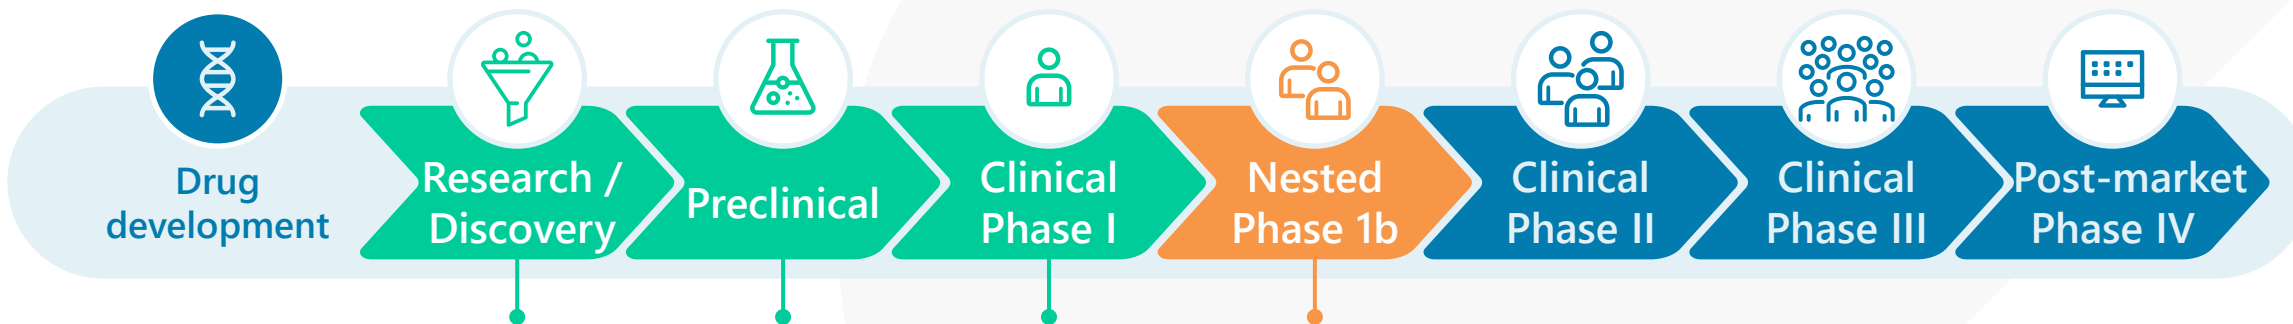 Drug
development
Research /
Discovery
Preclinical
Clinical
Phase I
Nested
Phase 1b
Clinical
Phase II
Clinical
Phase III
Post-market
Phase IV